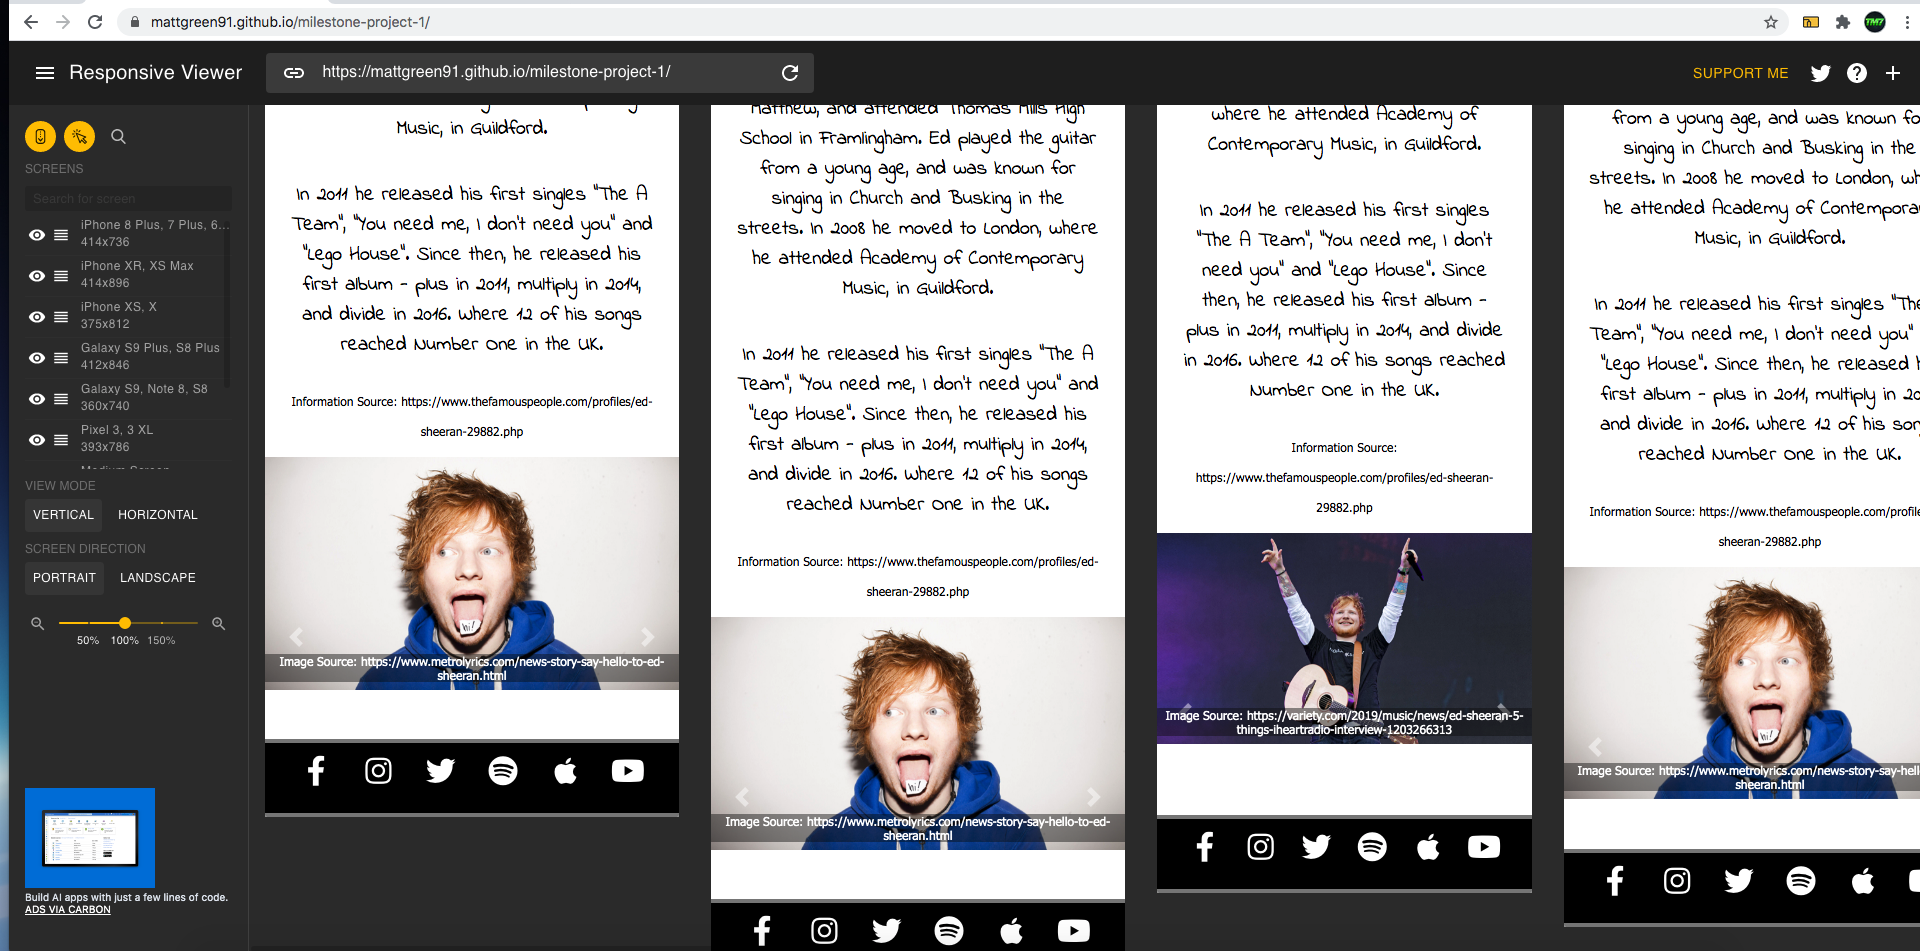 mattgreen91.github.io/milestone-project-1/
TM7
Responsive Viewer
https://mattgreen91.github.io/milestone-project-1/
SUPPORT ME
SCREENS
Search for screen
iPhone 8 Plus, 7 Plus, 6...
414x736
iPhone XR, XS Max
414x896
iPhone XS, X
375x812
Galaxy S9 Plus, S8 Plus
412x846
Galaxy S9, Note 8, S8
360x740
Pixel 3, 3 XL
393x786
Medium Screen
VIEW MODE
VERTICAL HORIZONTAL
SCREEN DIRECTION
PORTRAIT LANDSCAPE
50% 100% 150%
Build AI apps with just a few lines of code.
ADS VIA CARBON
Music, in Guildford.
In 2011 he released his first singles "The A
Team", "You need me, I don't need you" and
"Lego House". Since then, he released his
first album - plus in 2011, multiply in 2014,
and divide in 2016. Where 12 of his songs
reached Number One in the UK.
Information Source: https://www.thefamouspeople.com/profiles/ed-
sheeran-29882.php
hi!
Image Source: https://www.metrolyrics.com/news-story-say-hello-to-ed-
sheeran.html
Matthew, and attended Thomas Mills High
School in Framlingham. Ed played the guitar
from a young age, and was known for
singing in Church and Busking in the
streets. In 2008 he moved to London, where
he attended Academy of Contemporary
Music, in Guildford.
In 2011 he released his first singles "The A
Team", "You need me, I don't need you" and
"Lego House". Since then, he released his
first album - plus in 2011, multiply in 2014,
and divide in 2016. Where 12 of his songs
reached Number One in the UK.
Information Source: https://www.thefamouspeople.com/profiles/ed-
sheeran-29882.php
hi!
Image Source: https://www.metrolyrics.com/news-story-say-hello-to-ed-
sheeran.html
where he attended Academy of
Contemporary Music, in Guildford.
In 2011 he released his first singles
"The A Team", "You need me, I don't
need you" and "Lego House". Since
then, he released his first album -
plus in 2011, multiply in 2014, and divide
in 2016. Where 12 of his songs reached
Number One in the UK.
Information Source:
https://www.thefamouspeople.com/profiles/ed-sheeran-
29882.php
Image Source: https://variety.com/2019/music/news/ed-sheeran-5-
things-iheartradio-interview-1203266313
from a young age, and was known fo
singing in Church and Busking in the
streets. In 2008 he moved to London, wh
he attended Academy of Contempora
Music, in Guildford.
In 2011 he released his first singles "Th
Team", "You need me, I don't need you"
"Lego House". Since then, he released h
first album - plus in 2011, multiply in 20
and divide in 2016. Where 12 of his son
reached Number One in the UK.
Information Source: https://www.thefamouspeople.com/profile
sheeran-29882.php
hi!
Image Source: https://www.metrolyrics.com/news-story-say-hell
sheeran.html